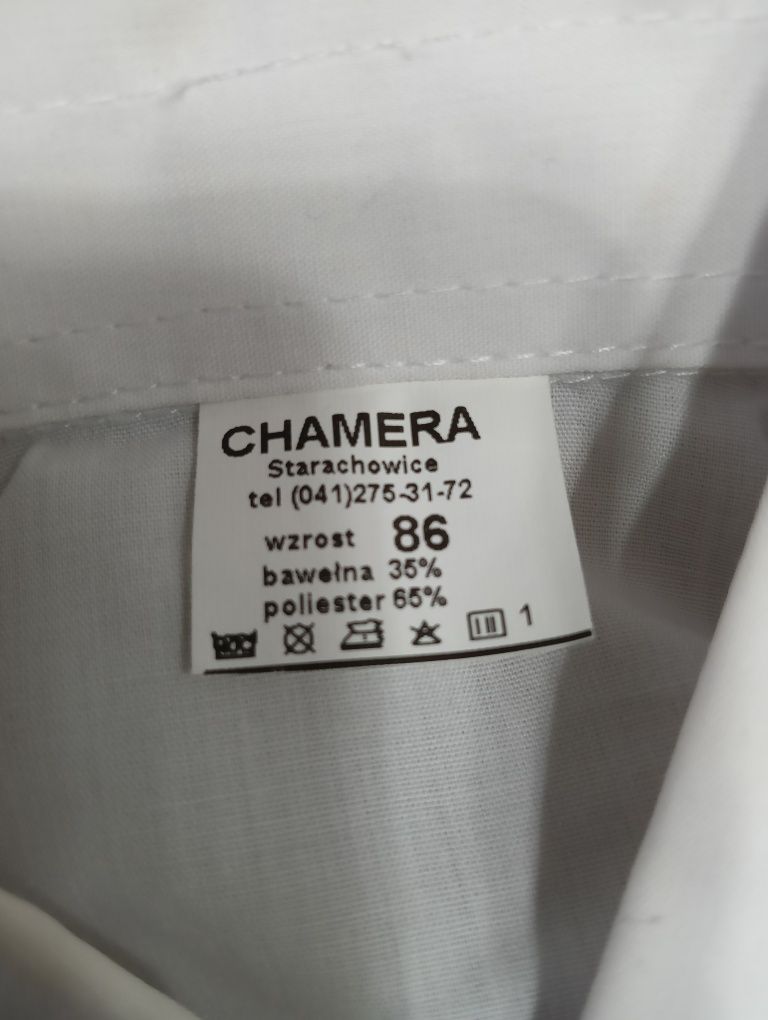 CHAMERA
Starachowice
tel (041)275-31-72
wzrost 86
bawełna 35%
poliester 65%
1